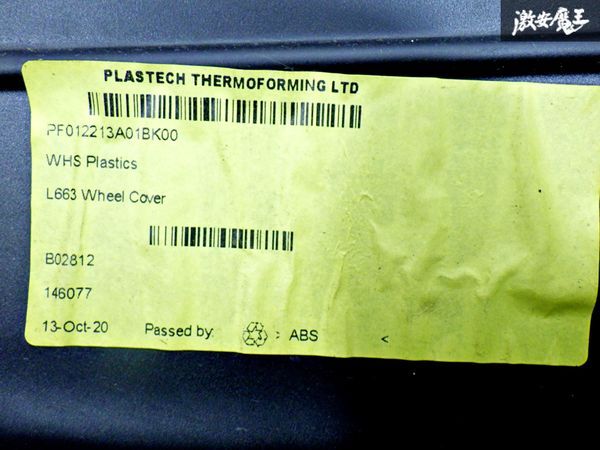 激安魔王
PLASTECH THERMOFORMING LTD
PF012213A01BK00
WHS Plastics
L663 Wheel Cover
B02812
146077
13-Oct-20 Passed by: > ABS <